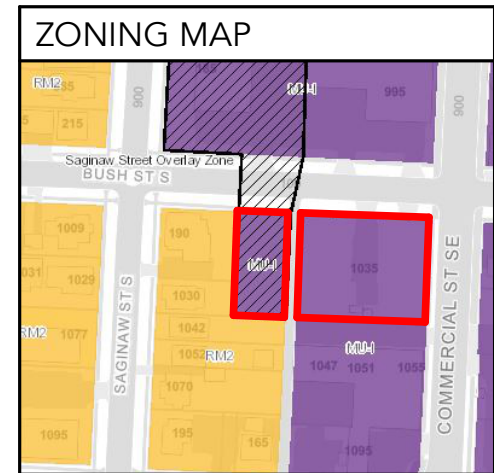 ZONING MAP
RM2
MU-I
995
900
900
215
Saginaw Street Overlay Zone
BUSH ST S
1009
190
MU-I
1035
1029
1030
SAGINAW ST S
COMMERCIAL ST SE
RM2
1077
1042
1052
RM2
MU-I
1047
1051
1055
1070
1095
195
165
1095